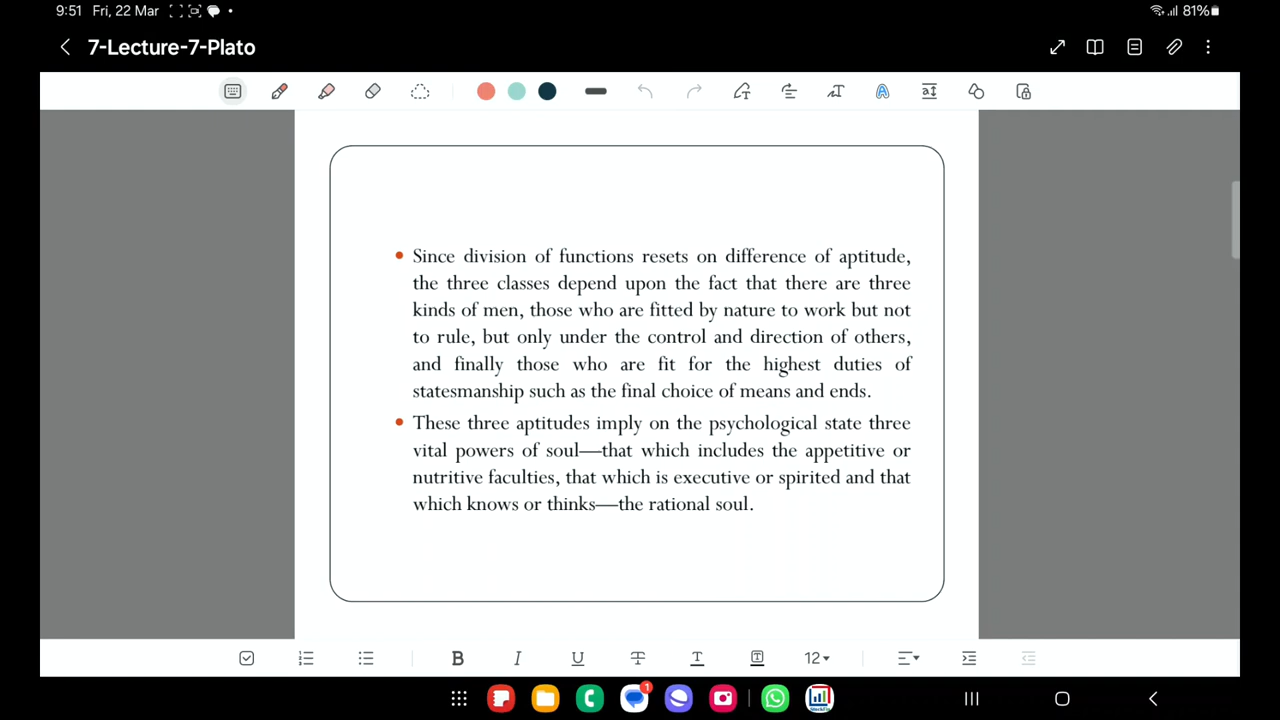 9:51 Fri, 22 Mar
81%
7-Lecture-7-Plato
Since division of functions resets on difference of aptitude,
the three classes depend upon the fact that there are three
kinds of men, those who are fitted by nature to work but not
to rule, but only under the control and direction of others,
and finally those who are fit for the highest duties of
statesmanship such as the final choice of means and ends.
These three aptitudes imply on the psychological state three
vital powers of soul—that which includes the appetitive or
nutritive faculties, that which is executive or spirited and that
which knows or thinks—the rational soul.
B I U T T T 12
1